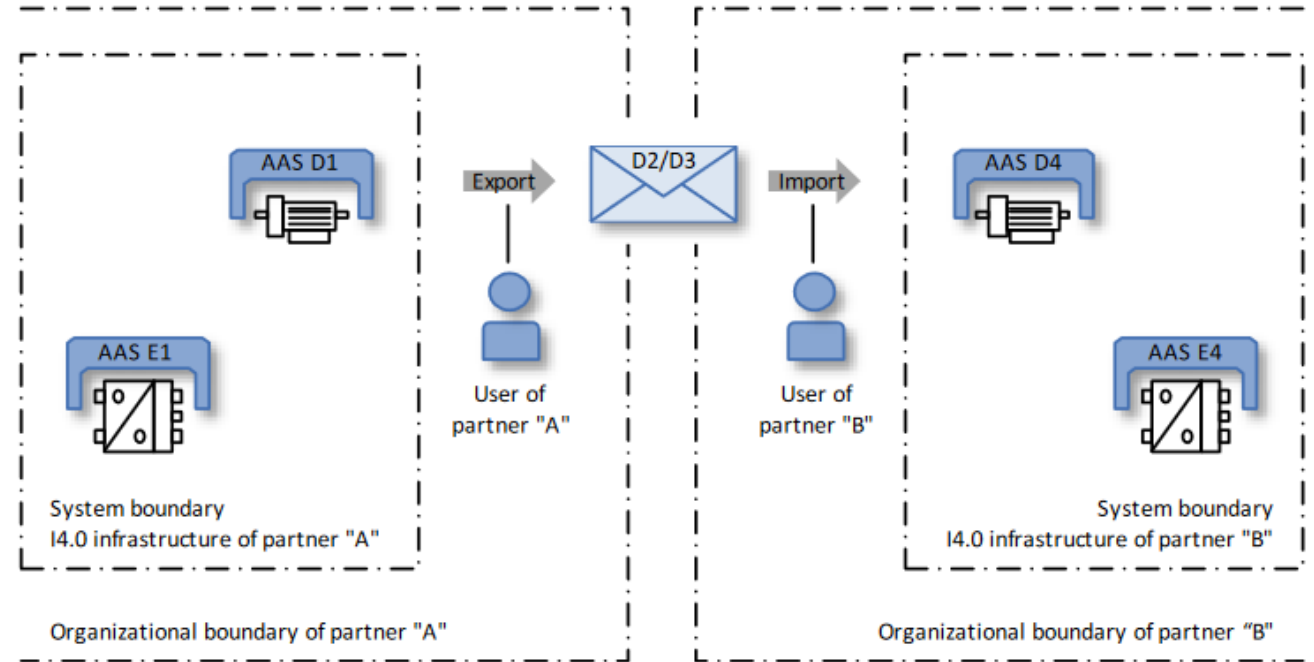 AAS D1
Export
D2/D3
Import
AAS D4
AAS E1
User of
partner "A"
User of
partner "B"
AAS E4
System boundary
I4.0 infrastructure of partner "A"
System boundary
I4.0 infrastructure of partner "B"
Organizational boundary of partner "A"
Organizational boundary of partner “B"